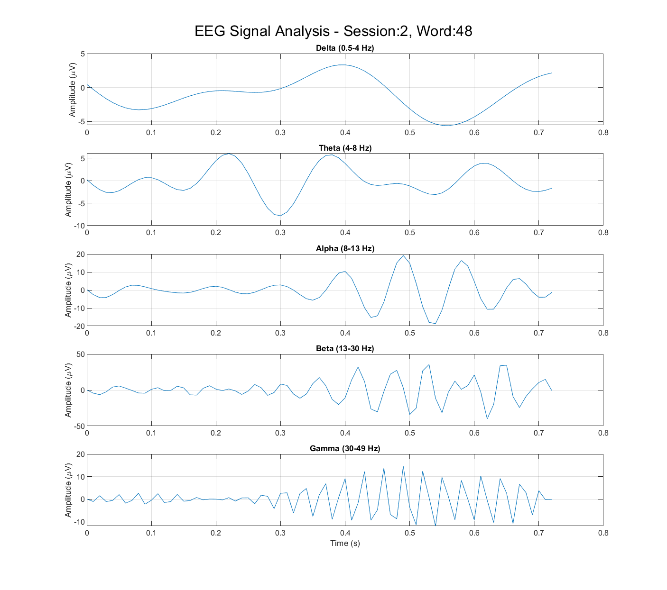 EEG Signal Analysis - Session:2, Word:48
Delta (0.5-4 Hz)
Amplitude (μV)
5
0
-5
0 0.1 0.2 0.3 0.4 0.5 0.6 0.7 0.8
Theta (4-8 Hz)
Amplitude (μV)
5
0
-5
-10
0 0.1 0.2 0.3 0.4 0.5 0.6 0.7 0.8
Alpha (8-13 Hz)
Amplitude (μV)
20
10
0
-10
-20
0 0.1 0.2 0.3 0.4 0.5 0.6 0.7 0.8
Beta (13-30 Hz)
Amplitude (μV)
50
0
-50
0 0.1 0.2 0.3 0.4 0.5 0.6 0.7 0.8
Gamma (30-49 Hz)
Amplitude (μV)
20
10
0
-10
0 0.1 0.2 0.3 0.4 0.5 0.6 0.7 0.8
Time (s)